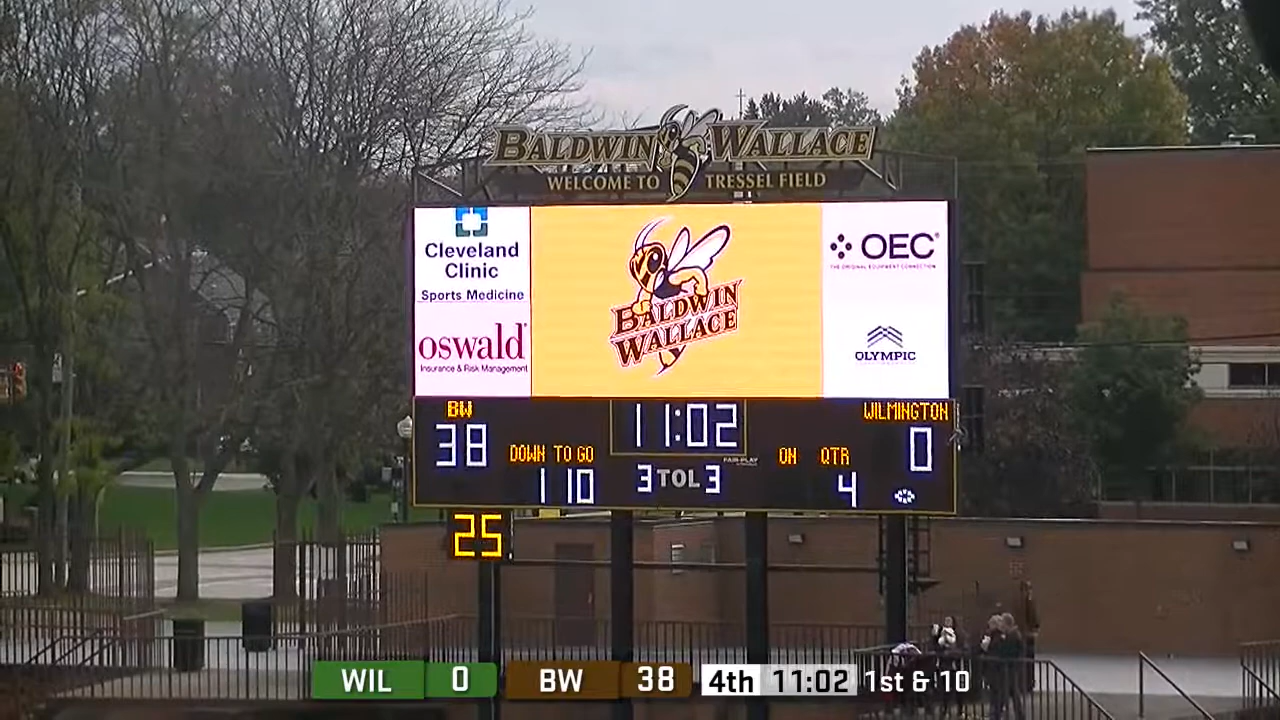 BALDWIN WALLACE
WELCOME TO TRESSEL FIELD
Cleveland
Clinic
Sports Medicine
oswald
Insurance & Risk Management
BALDWIN
WALLACE
OEC
THE ORIGINAL EQUIPMENT CONNECTION
OLYMPIC
BW 11:02 WILMINGTON
38 DOWN TO GO FAIR-PLAY ON QTR 0
1 10 3 TOL 3 4
25
WIL 0 BW 38 4th 11:02 1st & 10